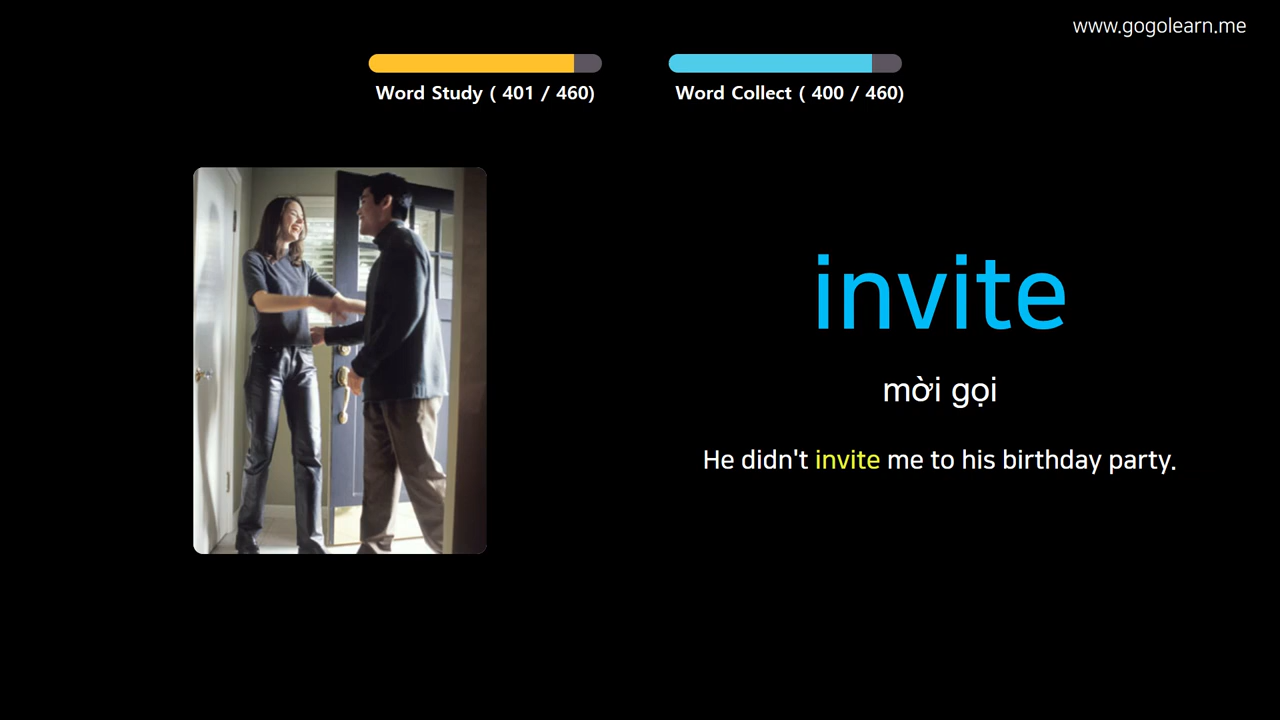 www.gogolearn.me
Word Study ( 401 / 460)
Word Collect ( 400 / 460)
invite
mời gọi
He didn't invite me to his birthday party.